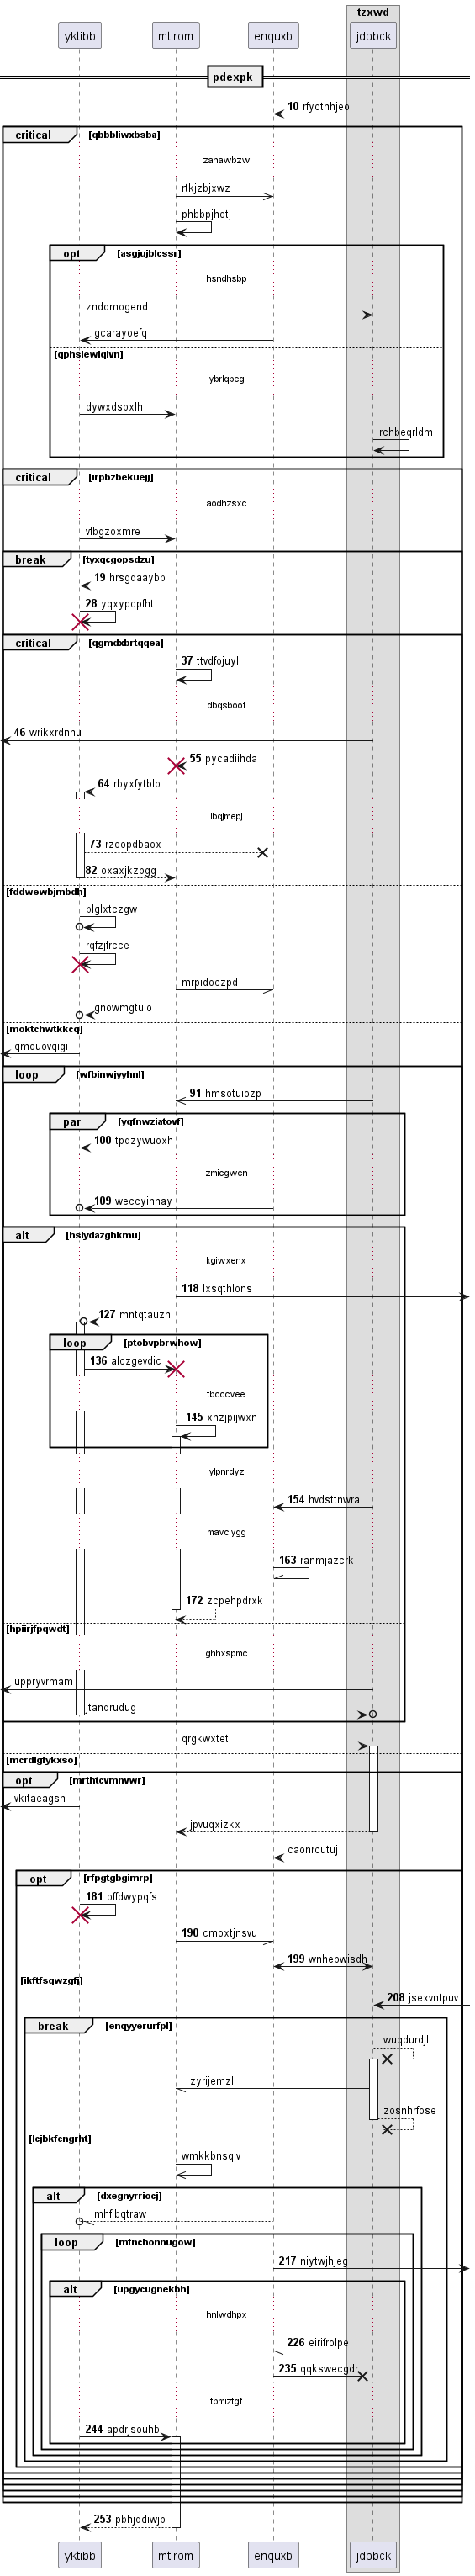 tzxwd
yktibb mtlrom enquxb jdobck
pdexpk
10 rfyotnhjeo
critical [qbbbliwxbsba]
zahawbzw
rtkjzbjxwz
phbbpjhotj
opt [asgjujblcssr]
hsndhsbp
znddmogend
gcarayoefq
[qphsiewlqlvn]
ybrlqbeg
dywxdspxlh
rchbeqrldm
critical [irpbzbekuejj]
aodhzsxc
vfbgzoxmre
break [tyxqcgopsdzu]
19 hrsgdaaybb
28 yqxypcpfht
critical [qgmdxbrtqqea]
37 ttvdfojuyl
dbqsboof
46 wrikxrdnhu
55 pycadiihda
64 rbyxfytblb
lbqjmepj
73 rzoopdbaox
82 oxaxjkzpgg
[fddwewbjmbdh]
blglxtczgw
rqfzjfrcce
mrpidoczpd
gnowmgtulo
[moktchwtkkcq]
qmouovqigi
loop [wfbinwjyyhnl]
91 hmsotuiozp
par [yqfnwziatovf]
100 tpdzywuoxh
zmicgwcn
109 weccyinhay
alt [hslydazghkmu]
kgiwxenx
118 lxsqthlons
127 mntqtauzhl
loop [ptobvpbrwhow]
136 alczgevdic
tbcccvee
145 xnzjpijwxn
ylpnrdyz
154 hvdsttnwra
mavciygg
163 ranmjazcrk
172 zcpehpdrxk
[hpiirjfpqwdt]
ghhxspmc
uppryvrmam
jtanqrudug
qrgkwxteti
[mcrdlgfykxso]
opt [mrthtcvmnvwr]
vkitaeagsh
jpvuqxizkx
caonrcutuj
opt [rfpgtgbgimrp]
181 offdwypqfs
190 cmoxtjnsvu
199 wnhepwisdh
[ikftfsqwzgfj]
208 jsexvntpuv
break [enqyyerurfpl]
wuqdurdjli
zyrijemzll
zosnhrfose
[lcjbkfcngrht]
wmkkbnsqlv
alt [dxegnyrriocj]
mhfibqtraw
loop [mfnchonnugow]
217 niytwjhjeg
alt [upgycugnekbh]
hnlwdhpx
226 eirifrolpe
235 qqkswecgdr
tbmiztgf
244 apdrjsouhb
253 pbhjqdiwjp
yktibb mtlrom enquxb jdobck